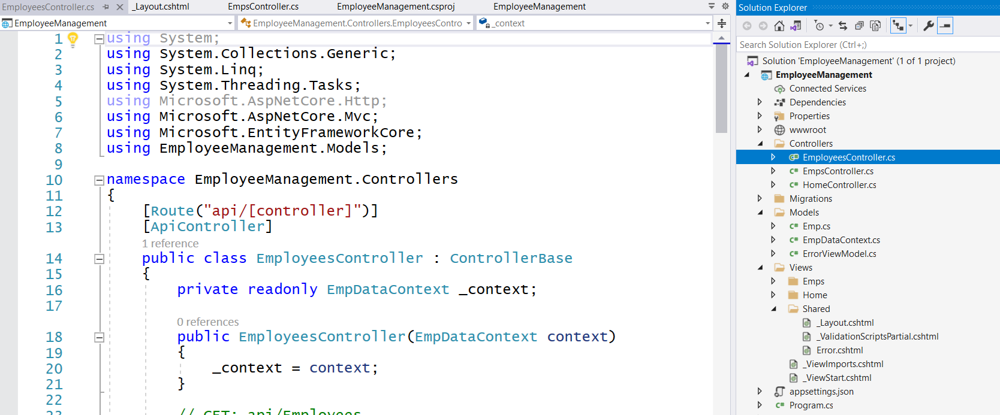 EmployeesController.cs
_Layout.cshtml
EmpsController.cs
EmployeeManagement.csproj
EmployeeManagement
EmployeeManagement
EmployeeManagement.Controllers.EmployeesContro
_context
1 using System;
2 using System.Collections.Generic;
3 using System.Linq;
4 using System.Threading.Tasks;
5 using Microsoft.AspNetCore.Http;
6 using Microsoft.AspNetCore.Mvc;
7 using Microsoft.EntityFrameworkCore;
8 using EmployeeManagement.Models;
9
10 namespace EmployeeManagement.Controllers
11 {
12 [Route("api/[controller]")]
13 [ApiController]
1 reference
14 public class EmployeesController : ControllerBase
15 {
16 private readonly EmpDataContext _context;
17
0 references
18 public EmployeesController(EmpDataContext context)
19 {
20 _context = context;
21 }
22
23 // GET: api/Employees
Solution Explorer
Search Solution Explorer (Ctrl+;)
Solution 'EmployeeManagement' (1 of 1 project)
EmployeeManagement
Connected Services
Dependencies
Properties
wwwroot
Controllers
C# EmployeesController.cs
C# EmpsController.cs
C# HomeController.cs
Migrations
Models
C# Emp.cs
C# EmpDataContext.cs
C# ErrorViewModel.cs
Views
Emps
Home
Shared
_Layout.cshtml
_ValidationScriptsPartial.cshtml
Error.cshtml
_ViewImports.cshtml
_ViewStart.cshtml
appsettings.json
C# Program.cs